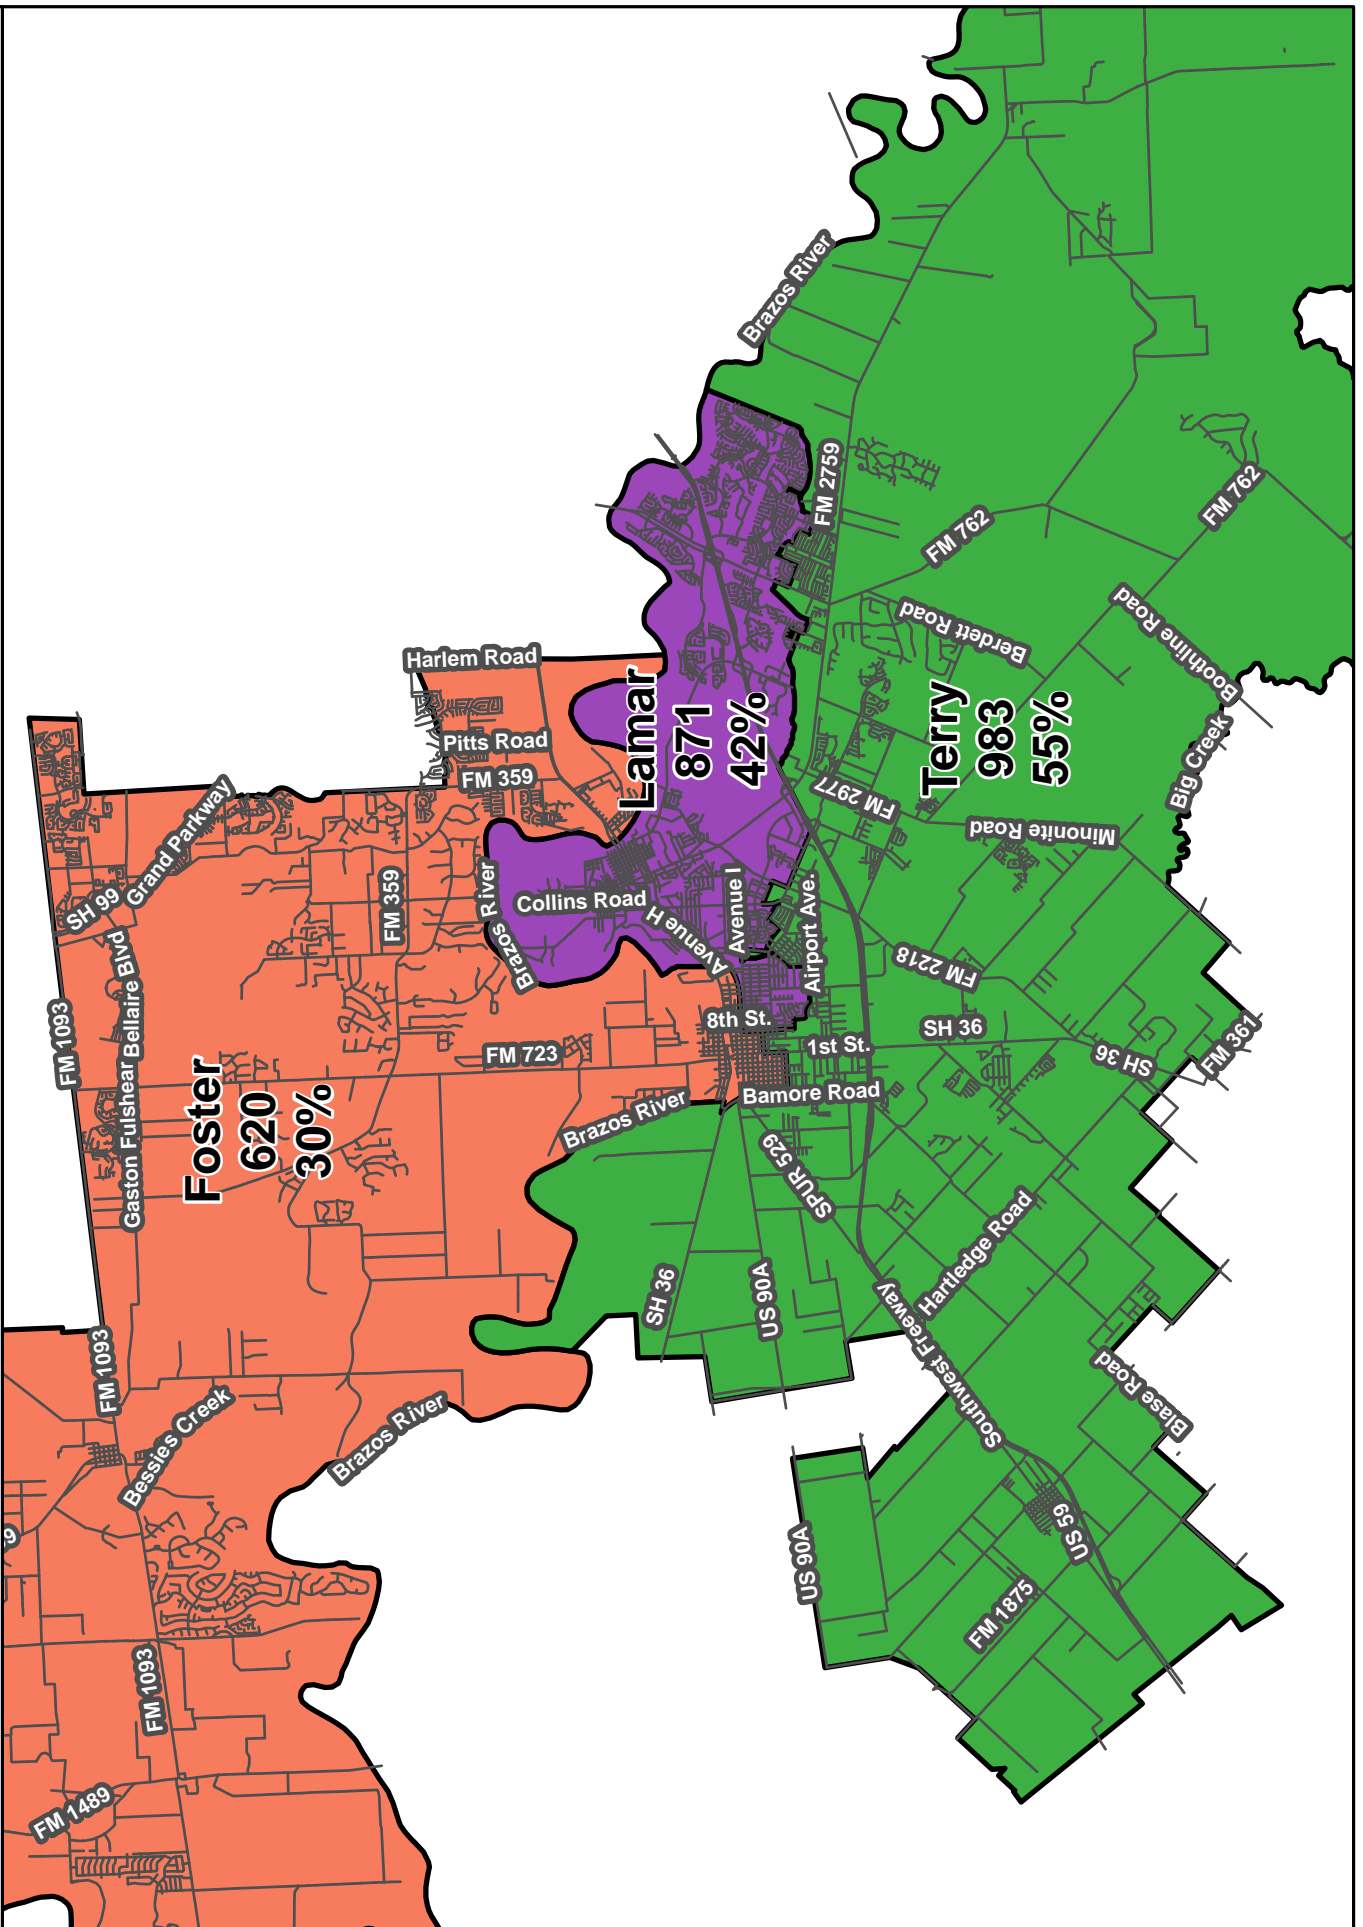 Brazos River
FM 2759
FM 762
FM 762
Berdett Road
Boothline Road
Harlem Road
Pitts Road
FM 359
Lamar
871
42%
Terry
983
55%
FM 2977
Minonite Road
Big Creek
Grand Parkway
SH 99
FM 359
Brazos River
Collins Road
Avenue H
Avenue I
Airport Ave.
FM 2218
Gaston Fulshear Bellaire Blvd
FM 1093
8th St.
FM 723
1st St.
SH 36
SH 36
FM 361
Bamore Road
Foster
620
30%
Brazos River
SPUR 529
Hartledge Road
SH 36
US 90A
Southwest Freeway
FM 1093
Bessies Creek
Brazos River
Blase Road
US 90A
US 59
FM 1875
FM 1093
FM 1489